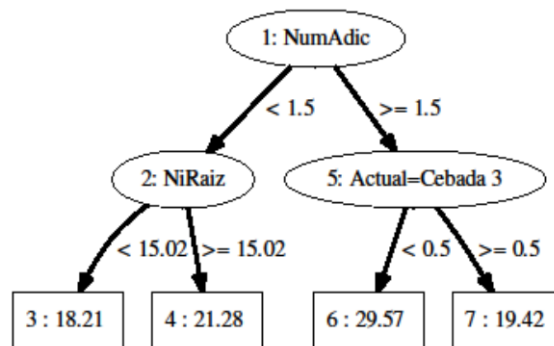 1: NumAdic
< 1.5
>= 1.5
2: NiRaiz
5: Actual=Cebada 3
< 15.02
>= 15.02
< 0.5
>= 0.5
3 : 18.21
4 : 21.28
6 : 29.57
7 : 19.42